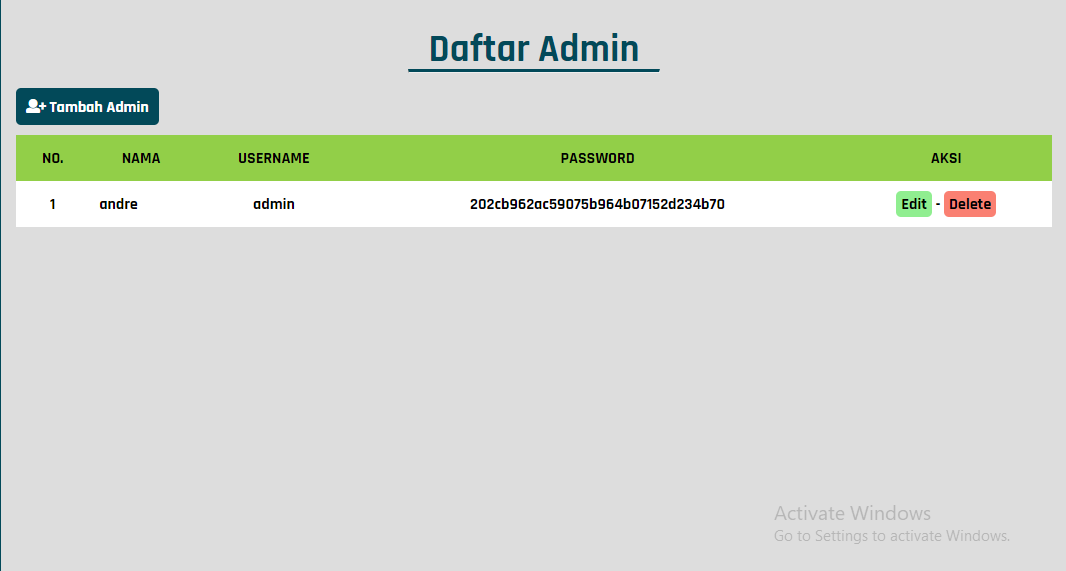 Daftar Admin
Tambah Admin
NO. NAMA USERNAME PASSWORD AKSI
1 andre admin 202cb962ac59075b964b07152d234b70 Edit - Delete
Activate Windows
Go to Settings to activate Windows.